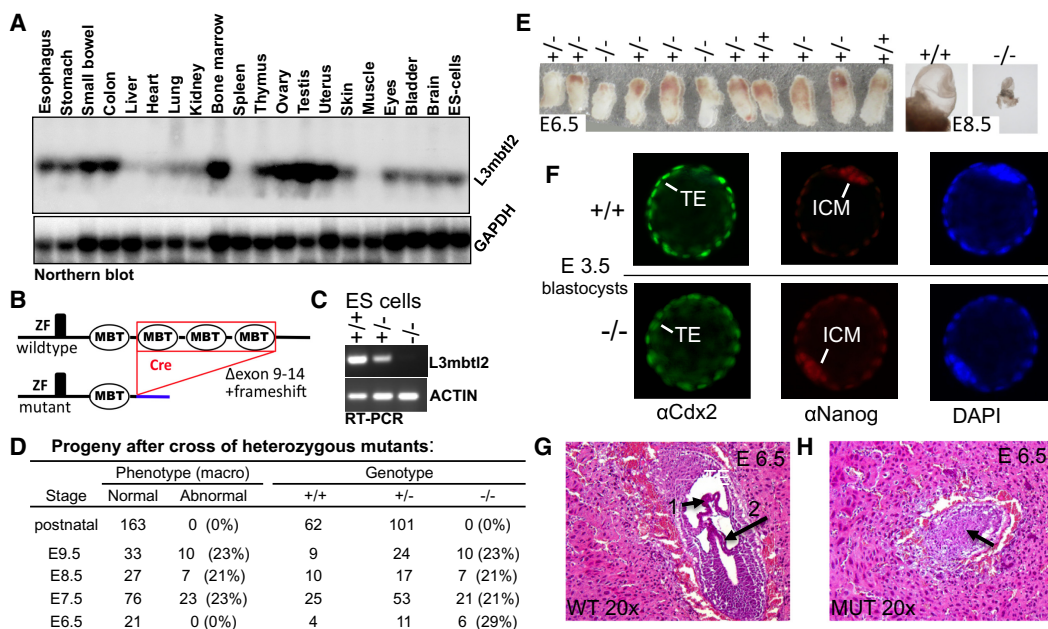 A
Esophagus
Stomach
Small bowel
Colon
Liver
Heart
Lung
Kidney
Bone marrow
Spleen
Thymus
Ovary
Testis
Uterus
Skin
Muscle
Eyes
Bladder
Brain
ES-cells
L3mbtl2
GAPDH
Northern blot
B
ZF
wildtype
MBT MBT MBT MBT
Cre
Δexon 9-14
+frameshift
ZF
mutant
MBT
C
ES cells
+/+ +/- -/-
L3mbtl2
ACTIN
RT-PCR
D Progeny after cross of heterozygous mutants:
Phenotype (macro) Genotype
Stage Normal Abnormal +/+ +/- -/-
postnatal 163 0 (0%) 62 101 0 (0%)
E9.5 33 10 (23%) 9 24 10 (23%)
E8.5 27 7 (21%) 10 17 7 (21%)
E7.5 76 23 (23%) 25 53 21 (21%)
E6.5 21 0 (0%) 4 11 6 (29%)
E
+/- +/- -/- +/- +/- -/- +/- +/+ +/- +/- +/+
E6.5
+/+ -/-
E8.5
F
+/+
TE
ICM
E 3.5
blastocysts
-/-
TE
ICM
αCdx2 αNanog DAPI
G
E 6.5
TE
1
2
WT 20x
H
E 6.5
MUT 20x